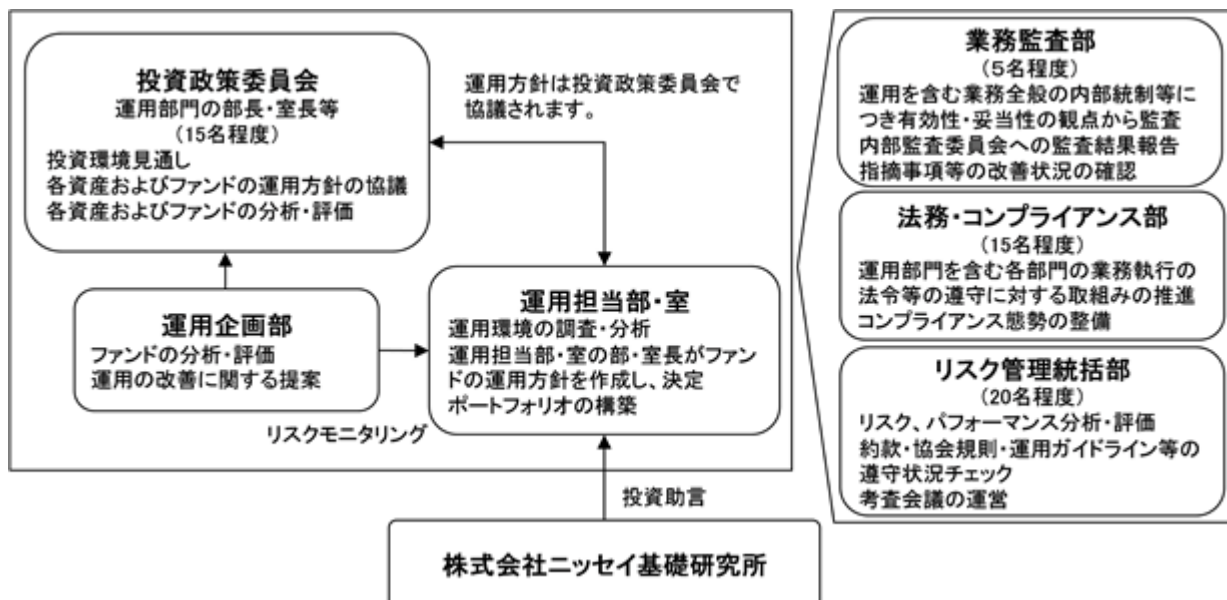 投資政策委員会
運用部門の部長・室長等
(15名程度)
投資環境見通し
各資産およびファンドの運用方針の協議
各資産およびファンドの分析・評価
運用方針は投資政策委員会で
協議されます。
運用企画部
ファンドの分析・評価
運用の改善に関する提案
リスクモニタリング
運用担当部・室
運用環境の調査・分析
運用担当部・室の部・室長がファン
ドの運用方針を作成し、決定
ポートフォリオの構築
投資助言
株式会社ニッセイ基礎研究所
業務監査部
(5名程度)
運用を含む業務全般の内部統制等に
つき有効性・妥当性の観点から監査
内部監査委員会への監査結果報告
指摘事項等の改善状況の確認
法務・コンプライアンス部
(15名程度)
運用部門を含む各部門の業務執行の
法令等の遵守に対する取組みの推進
コンプライアンス態勢の整備
リスク管理統括部
(20名程度)
リスク、パフォーマンス分析・評価
約款・協会規則・運用ガイドライン等の
遵守状況チェック
考査会議の運営